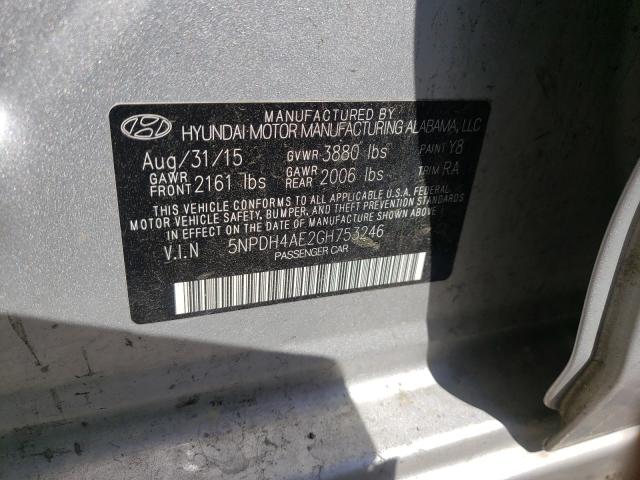 MANUFACTURED BY
HYUNDAI MOTOR MANUFACTURING ALABAMA, LLC
Aug/31/15 GVWR 3880 lbs PAINT Y8
GAWR FRONT 2161 lbs GAWR REAR 2006 lbs TRIM RA
THIS VEHICLE CONFORMS TO ALL APPLICABLE U.S.A. FEDERAL
MOTOR VEHICLE SAFETY, BUMPER, AND THEFT PREVENTION STANDARDS
IN EFFECT ON THE DATE OF MANUFACTURE SHOWN ABOVE
V.I.N 5NPDH4AE2GH753246
PASSENGER CAR